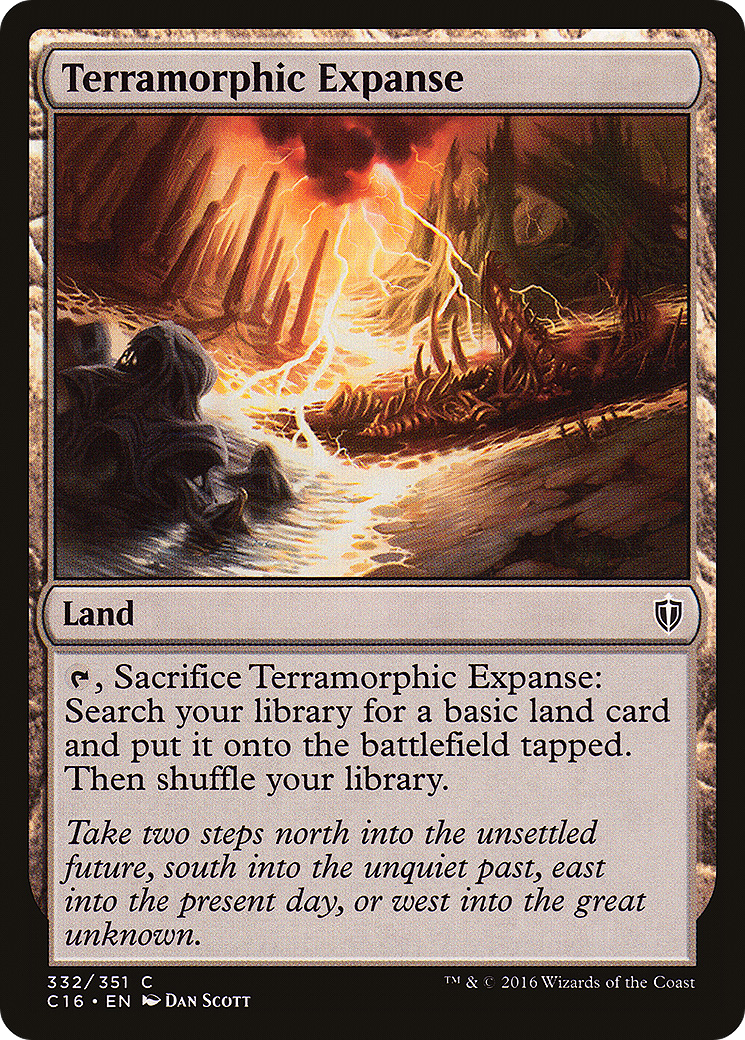 Terramorphic Expanse
Land
, Sacrifice Terramorphic Expanse:
Search your library for a basic land card
and put it onto the battlefield tapped.
Then shuffle your library.
Take two steps north into the unsettled
future, south into the unquiet past, east
into the present day, or west into the great
unknown.
332/351 C
C16 • EN Dan Scott
™ & © 2016 Wizards of the Coast